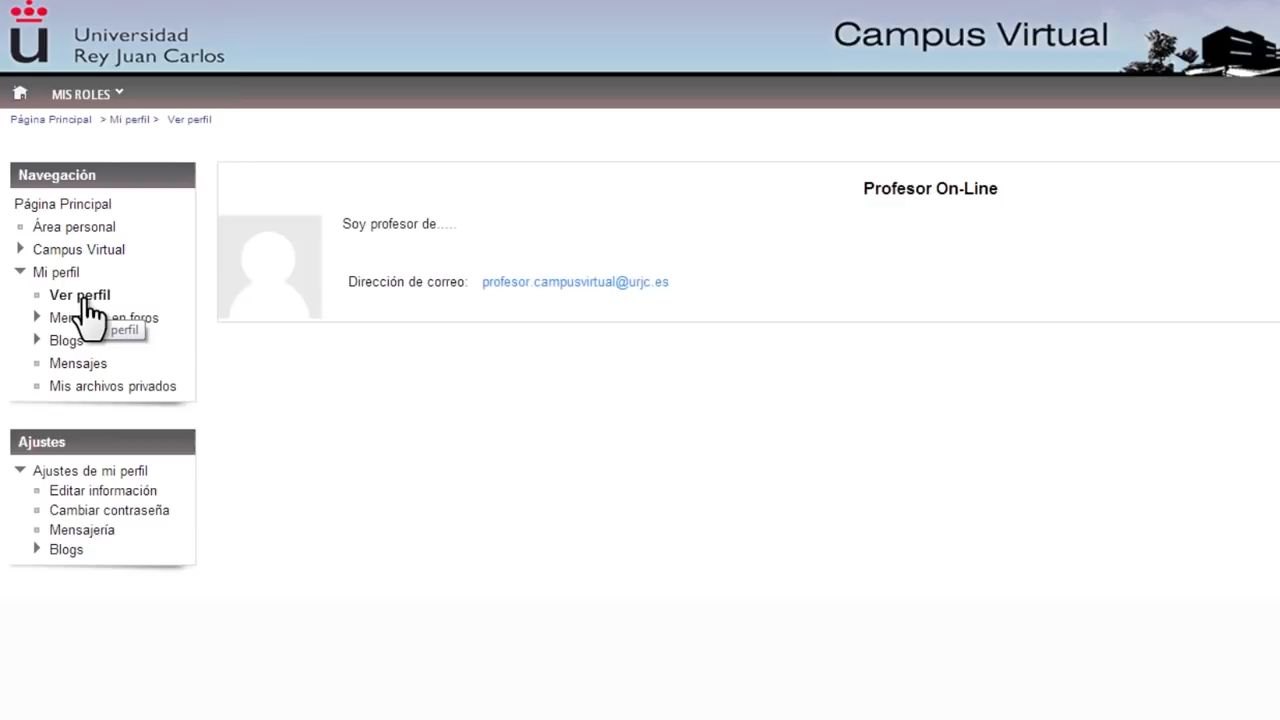 Universidad
Rey Juan Carlos
Campus Virtual
MIS ROLES
Página Principal > Mi perfil > Ver perfil
Navegación
Página Principal
Área personal
Campus Virtual
Mi perfil
Ver perfil
en foros
perfil
Blogs
Mensajes
Mis archivos privados
Profesor On-Line
Soy profesor de.....
Dirección de correo: profesor.campusvirtual@urjc.es
Ajustes
Ajustes de mi perfil
Editar información
Cambiar contraseña
Mensajería
Blogs